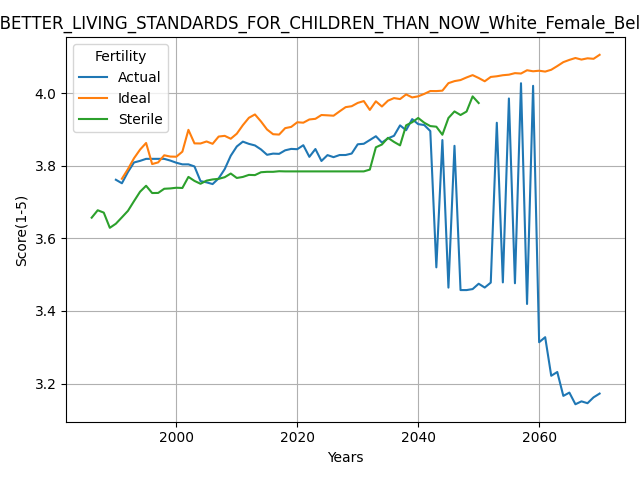 BETTER_LIVING_STANDARDS_FOR_CHILDREN_THAN_NOW_White_Female_Bel
Fertility
Actual
Ideal
Sterile
Score(1-5)
4.0
3.8
3.6
3.4
3.2
2000 2020 2040 2060
Years